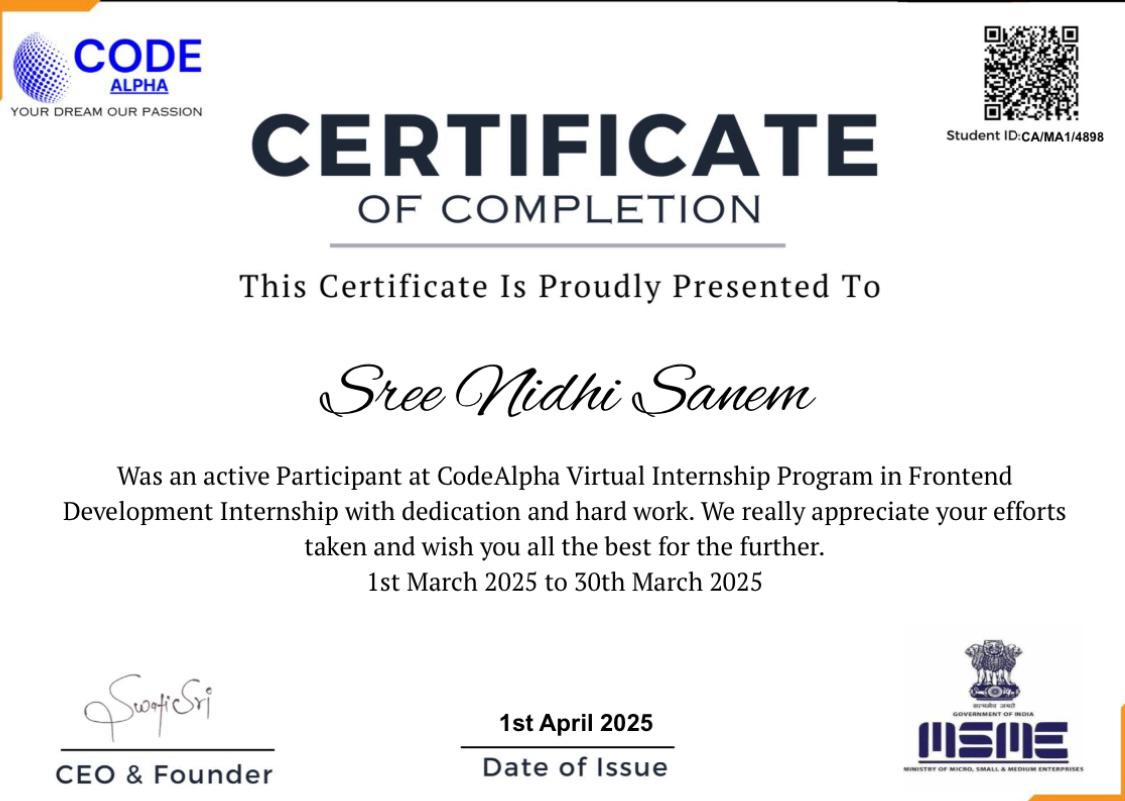 CODE
ALPHA
YOUR DREAM OUR PASSION
Student ID:CA/MA1/4898
CERTIFICATE
OF COMPLETION
This Certificate Is Proudly Presented To
Sree Nidhi Sanem
Was an active Participant at CodeAlpha Virtual Internship Program in Frontend
Development Internship with dedication and hard work. We really appreciate your efforts
taken and wish you all the best for the further.
1st March 2025 to 30th March 2025
SwatiSri
CEO & Founder
1st April 2025
Date of Issue
सत्यमेव जयते
GOVERNMENT OF INDIA
MSME
MINISTRY OF MICRO, SMALL & MEDIUM ENTERPRISES